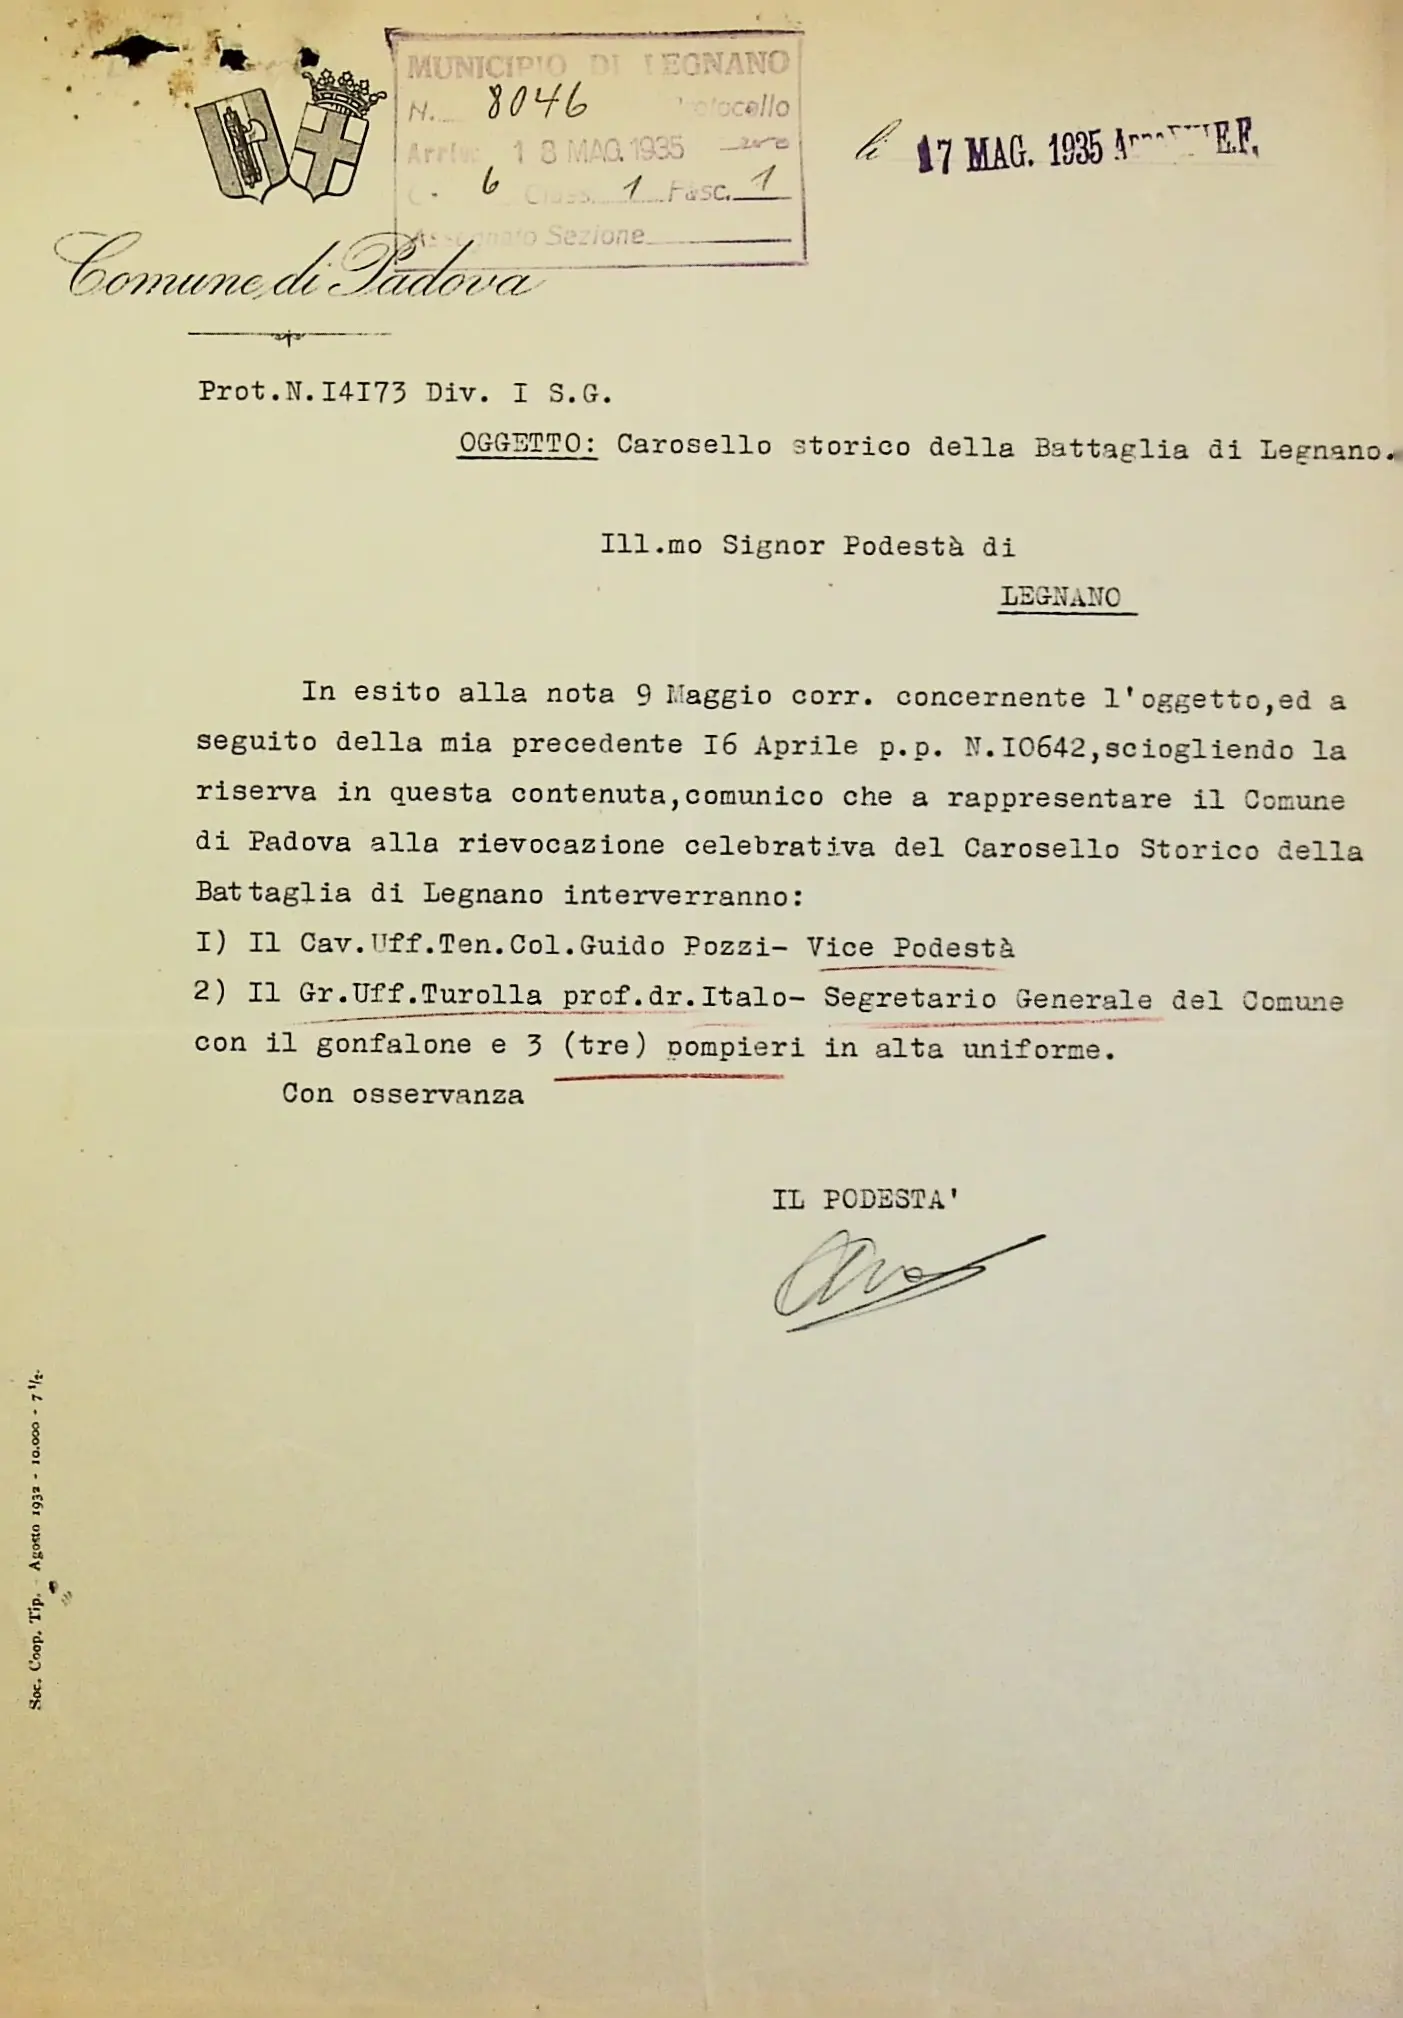 MUNICIPIO DI LEGNANO
N. 8046 Protocollo
Arrivo 18 MAG. 1935
C. 6 Class. 1 Fasc. 1
Assegnato Sezione
li 17 MAG. 1935 E.F.
Comune di Padova
Prot.N.I4I73 Div. I S.G.
OGGETTO: Carosello storico della Battaglia di Legnano.
Ill.mo Signor Podestà di
LEGNANO
In esito alla nota 9 Maggio corr. concernente l'oggetto,ed a
seguito della mia precedente I6 Aprile p.p. N.I0642,sciogliendo la
riserva in questa contenuta,comunico che a rappresentare il Comune
di Padova alla rievocazione celebrativa del Carosello Storico della
Battaglia di Legnano interverranno:
I) Il Cav.Uff.Ten.Col.Guido Pozzi- Vice Podestà
2) Il Gr.Uff.Turolla prof.dr.Italo- Segretario Generale del Comune
con il gonfalone e 3 (tre) pompieri in alta uniforme.
Con osservanza
IL PODESTA'
Soc. Coop. Tip. - Agosto 1932 - 10.000 - 7 1/2.